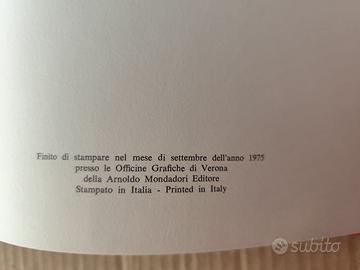 Finito di stampare nel mese di settembre dell'anno 1975
presso le Officine Grafiche di Verona
della Arnoldo Mondadori Editore
Stampato in Italia - Printed in Italy
subito